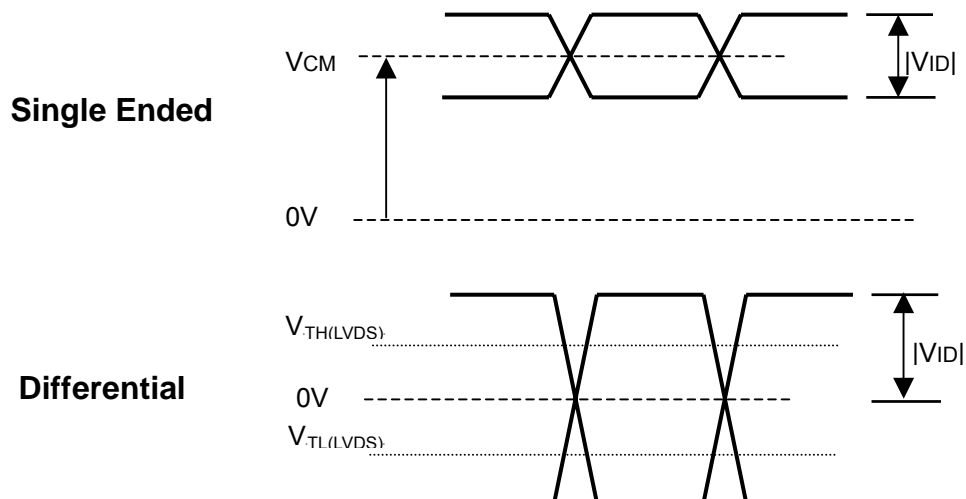 VCM
|VID|
Single Ended
0V
VTH(LVDS)
|VID|
Differential
0V
VTL(LVDS)